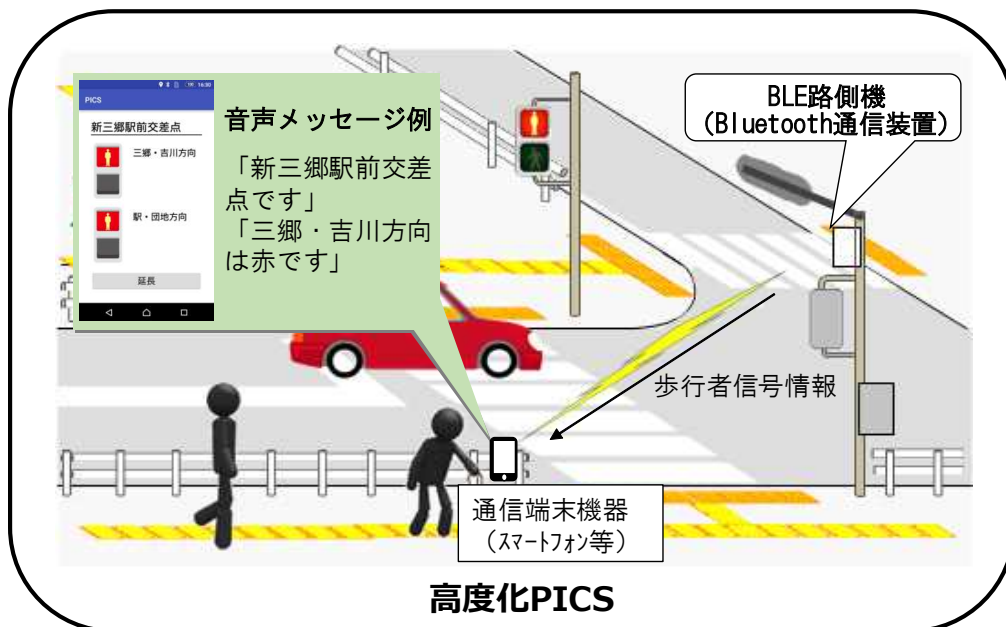 16:30
PICS
新三郷駅前交差点
三郷・吉川方向
駅・団地方向
延長
音声メッセージ例
「新三郷駅前交差
点です」
「三郷・吉川方向
は赤です」
BLE路側機
（Bluetooth通信装置）
歩行者信号情報
通信端末機器
（スマートフォン等）
高度化PICS